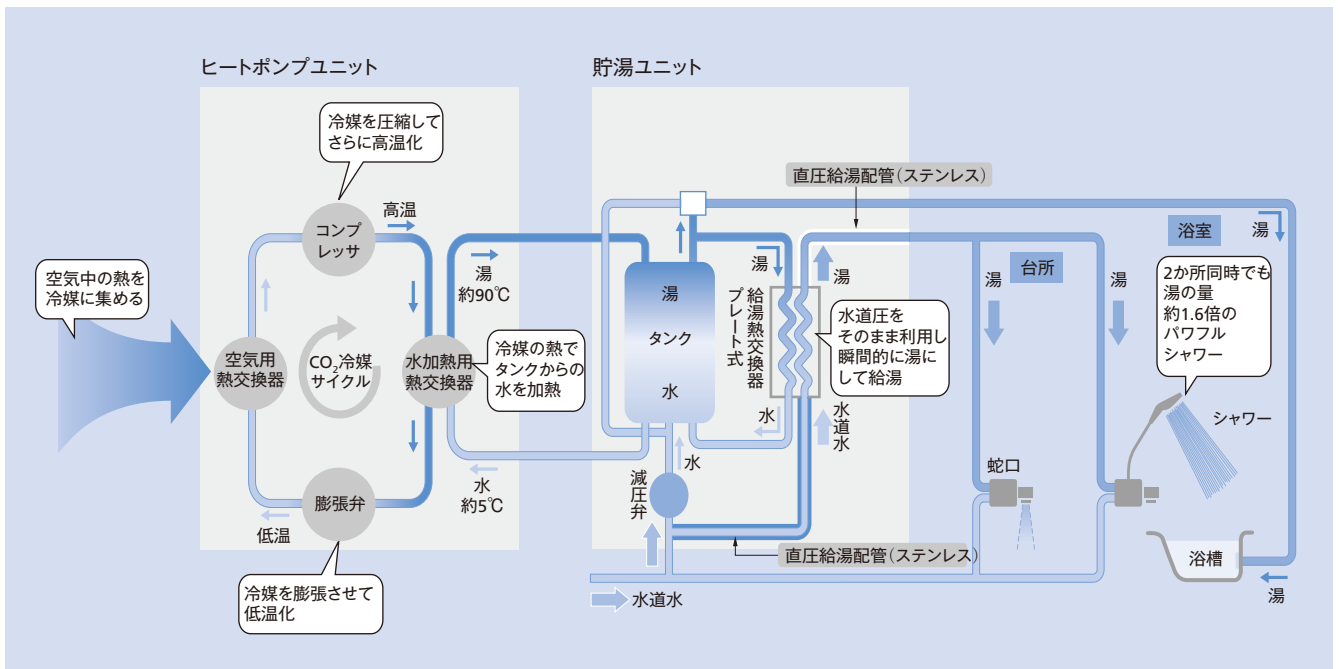 ヒートポンプユニット
冷媒を圧縮して
さらに高温化
高温
コンプ
レッサ
空気中の熱を
冷媒に集める
空気用
熱交換器
CO₂冷媒
サイクル
水加熱用
熱交換器
冷媒の熱で
タンクからの
水を加熱
湯
約90℃
水
約5℃
膨張弁
低温
冷媒を膨張させて
低温化
貯湯ユニット
直圧給湯配管(ステンレス)
湯
タンク
水
湯
湯
プレート式
給湯熱交換器
水道圧を
そのまま利用し
瞬間的に湯に
して給湯
水
水道水
水
減圧弁
直圧給湯配管(ステンレス)
水道水
台所
湯
蛇口
湯
浴室
湯
2か所同時でも
湯の量
約1.6倍の
パワフル
シャワー
シャワー
浴槽
湯